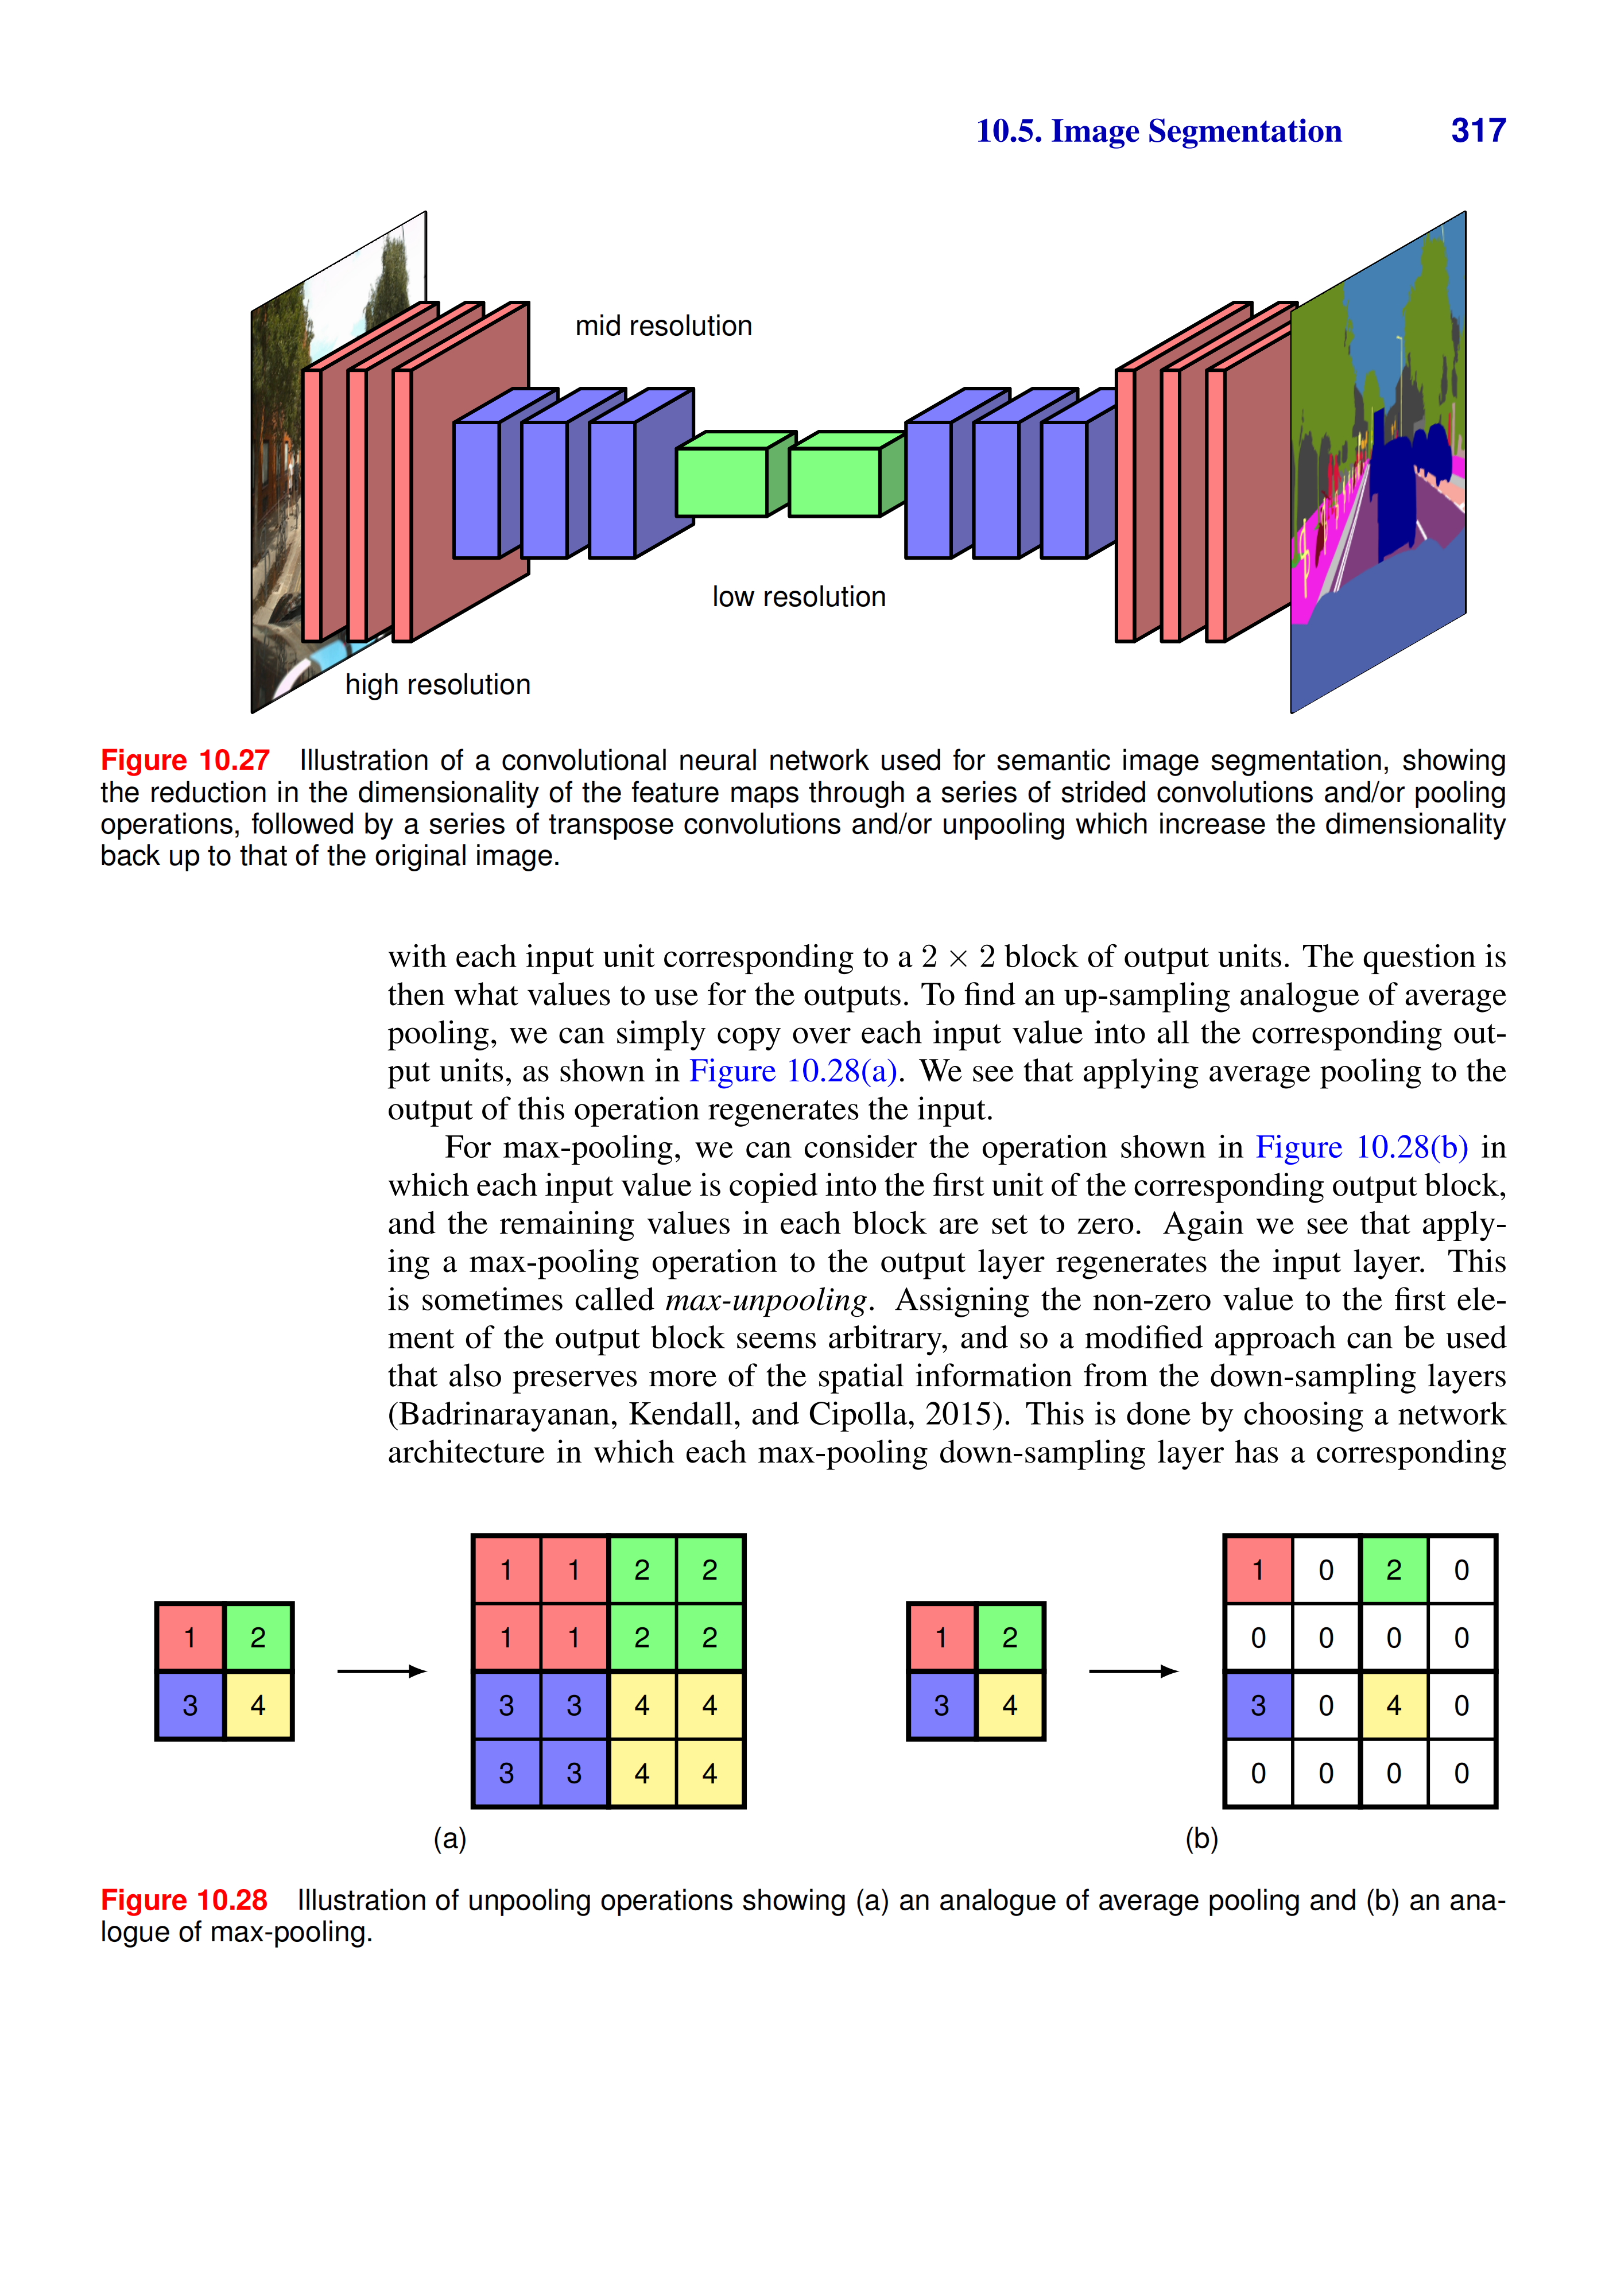 10.5. Image Segmentation 317
mid resolution
low resolution
high resolution
Figure 10.27 Illustration of a convolutional neural network used for semantic image segmentation, showing
the reduction in the dimensionality of the feature maps through a series of strided convolutions and/or pooling
operations, followed by a series of transpose convolutions and/or unpooling which increase the dimensionality
back up to that of the original image.
with each input unit corresponding to a 2 × 2 block of output units. The question is
then what values to use for the outputs. To find an up-sampling analogue of average
pooling, we can simply copy over each input value into all the corresponding out-
put units, as shown in Figure 10.28(a). We see that applying average pooling to the
output of this operation regenerates the input.
For max-pooling, we can consider the operation shown in Figure 10.28(b) in
which each input value is copied into the first unit of the corresponding output block,
and the remaining values in each block are set to zero. Again we see that apply-
ing a max-pooling operation to the output layer regenerates the input layer. This
is sometimes called max-unpooling. Assigning the non-zero value to the first ele-
ment of the output block seems arbitrary, and so a modified approach can be used
that also preserves more of the spatial information from the down-sampling layers
(Badrinarayanan, Kendall, and Cipolla, 2015). This is done by choosing a network
architecture in which each max-pooling down-sampling layer has a corresponding
1 2
3 4
1 1 2 2
1 1 2 2
3 3 4 4
3 3 4 4
(a)
1 2
3 4
1 0 2 0
0 0 0 0
3 0 4 0
0 0 0 0
(b)
Figure 10.28 Illustration of unpooling operations showing (a) an analogue of average pooling and (b) an ana-
logue of max-pooling.